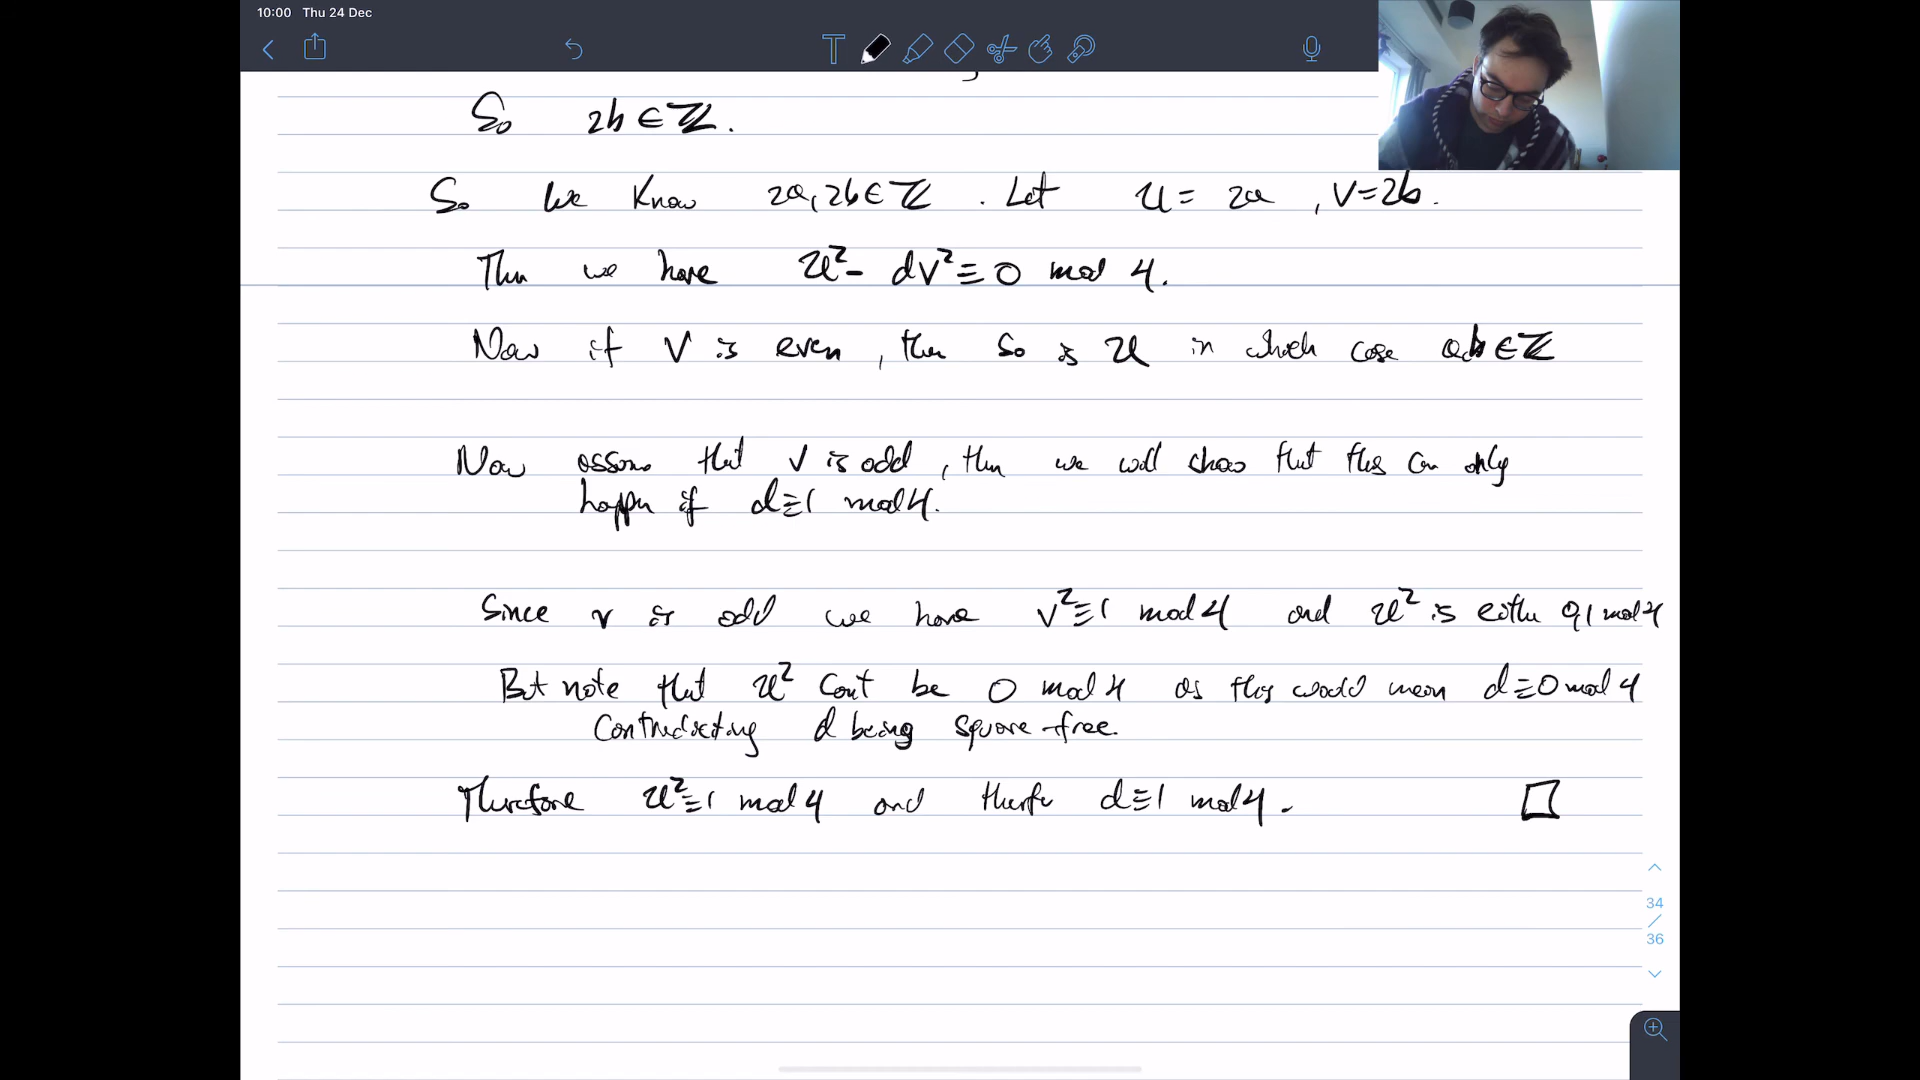 10:00 Thu 24 Dec
So 2b ∈ ℤ.
So we know 2a, 2b ∈ ℤ. Let u = 2a, v = 2b.
Then we have u² - dv² ≡ 0 mod 4.
Now if v is even, then so is u in which case a,b ∈ ℤ
Now assume that v is odd, then we will show that this can only
happen if d ≡ 1 mod 4.
Since v is odd we have v² ≡ 1 mod 4 and u² is either 0,1 mod 4
But note that u² can't be 0 mod 4 as this would mean d ≡ 0 mod 4
Contradicting d being square-free.
Therefore u² ≡ 1 mod 4 and therefore d ≡ 1 mod 4. □
34
/
36